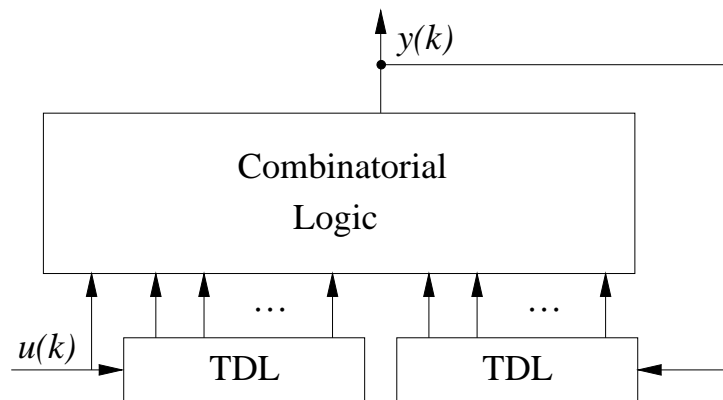 y(k)
Combinatorial
Logic
... ...
u(k)
TDL TDL